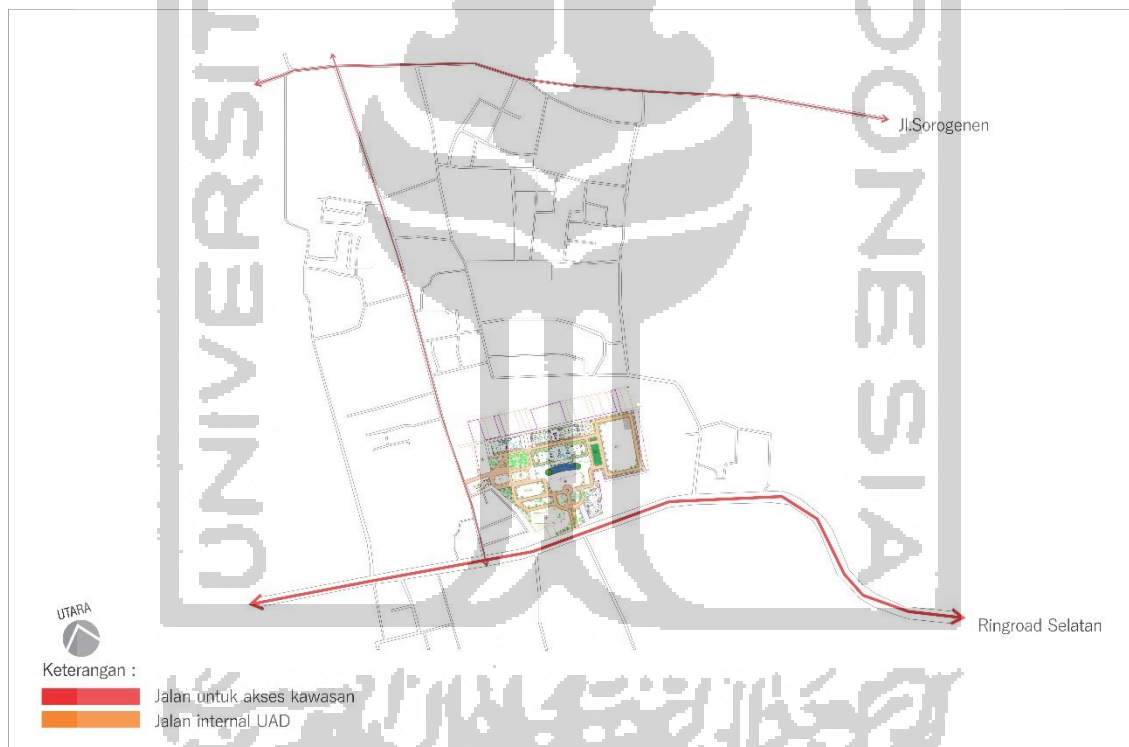 Jl.Sorogenen
Ringroad Selatan
UTARA
Keterangan :
Jalan untuk akses kawasan
Jalan internal UAD